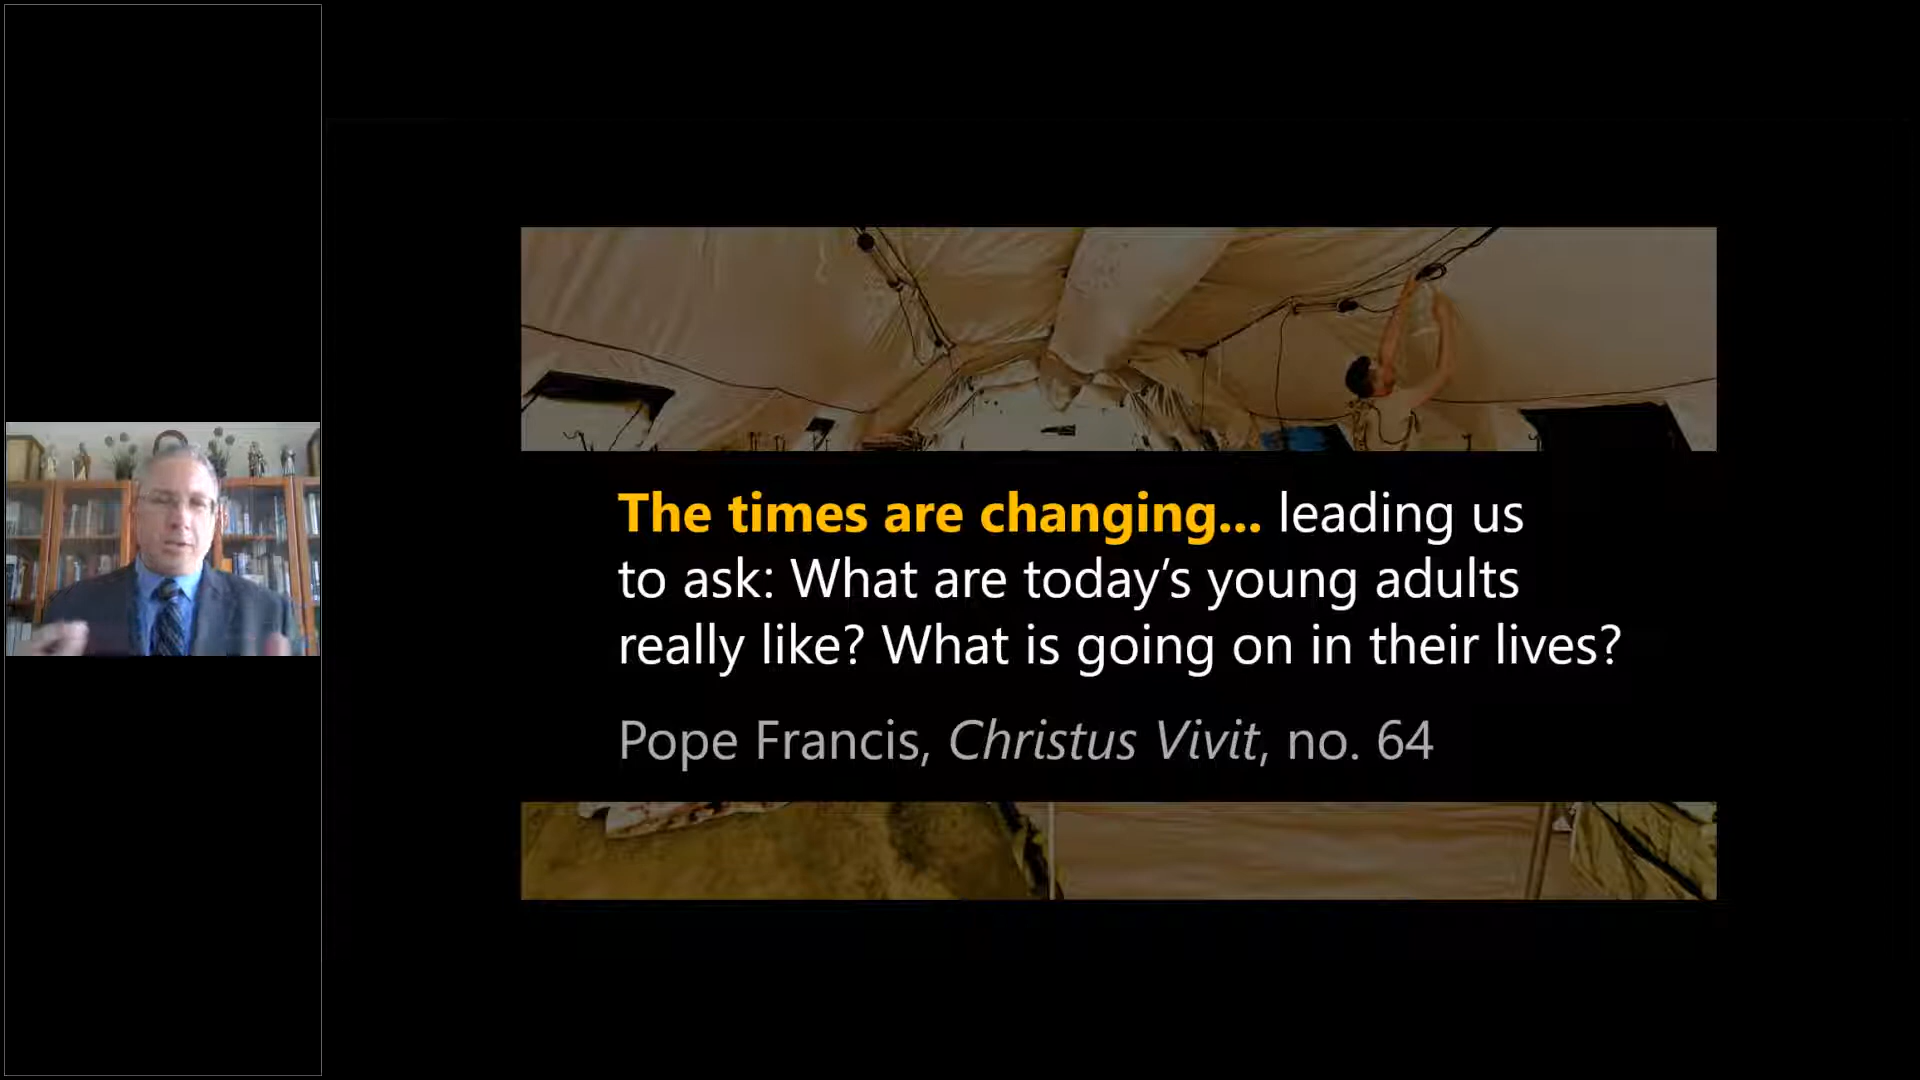 The times are changing... leading us
to ask: What are today’s young adults
really like? What is going on in their lives?
Pope Francis, Christus Vivit, no. 64